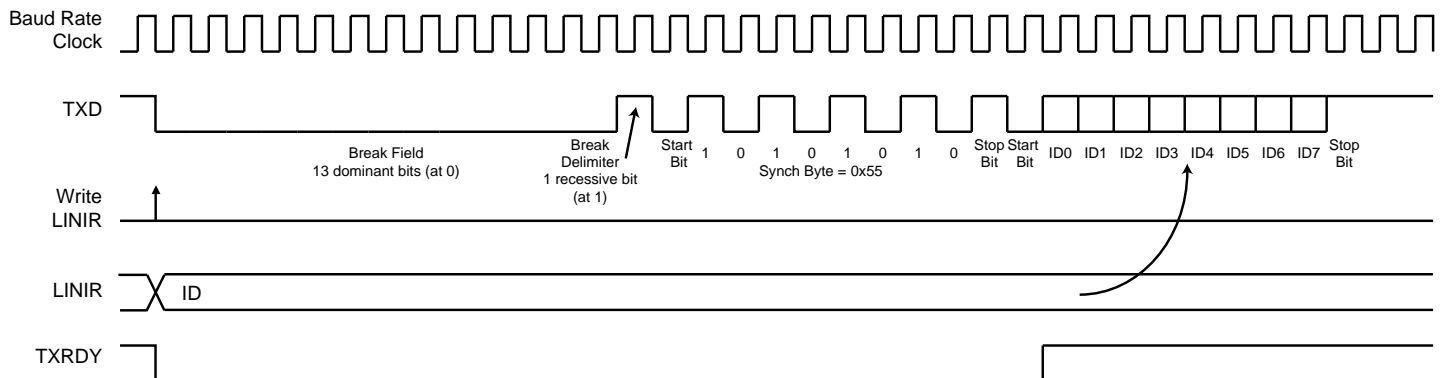 Baud Rate
Clock
TXD
Break Field
13 dominant bits (at 0)
Break
Delimiter
1 recessive bit
(at 1)
Start
Bit
1 0 1 0 1 0 1 0
Synch Byte = 0x55
Stop
Bit
Start
Bit
ID0 ID1 ID2 ID3 ID4 ID5 ID6 ID7
Stop
Bit
Write
LINIR
LINIR
ID
TXRDY